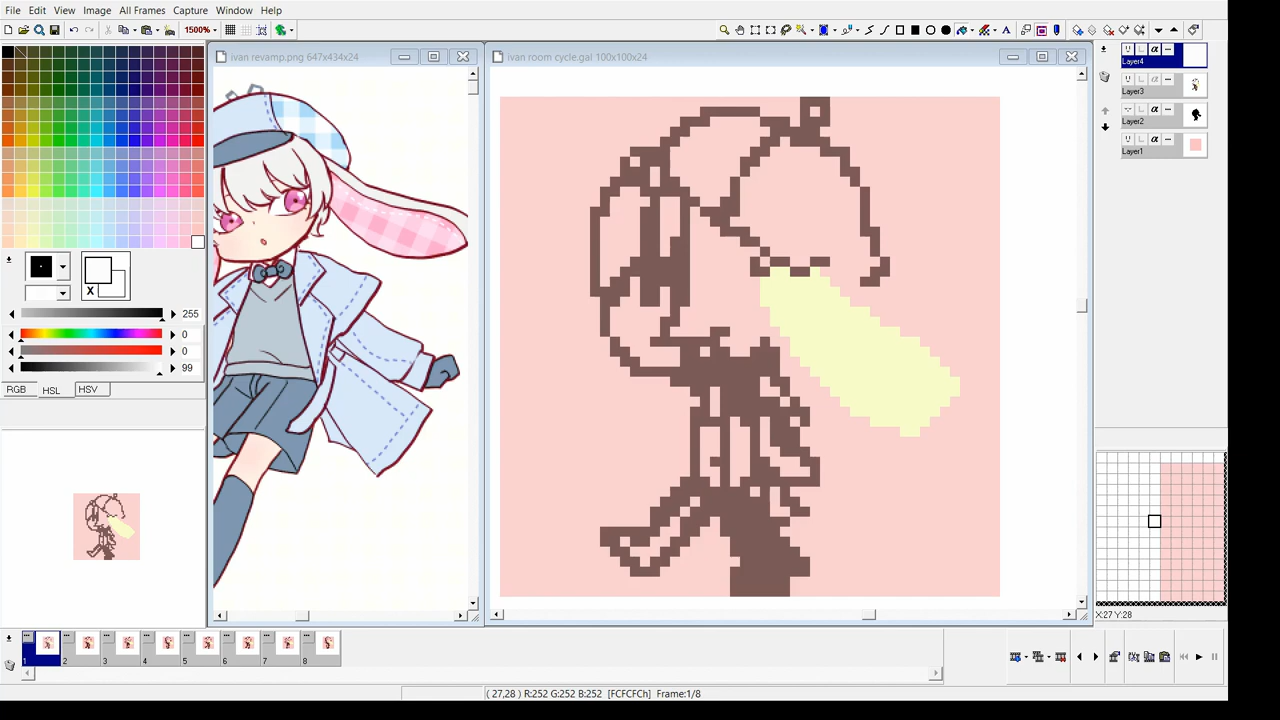 File Edit View Image All Frames Capture Window Help
1500%
ivan revamp.png 647x434x24
ivan room cycle.gal 100x100x24
Layer4
Layer3
Layer2
Layer1
X
255
0
0
99
RGB HSL HSV
X:27 Y:28
1 2 3 4 5 6 7 8
( 27,28 ) R:252 G:252 B:252 [FCFCFCh] Frame:1/8